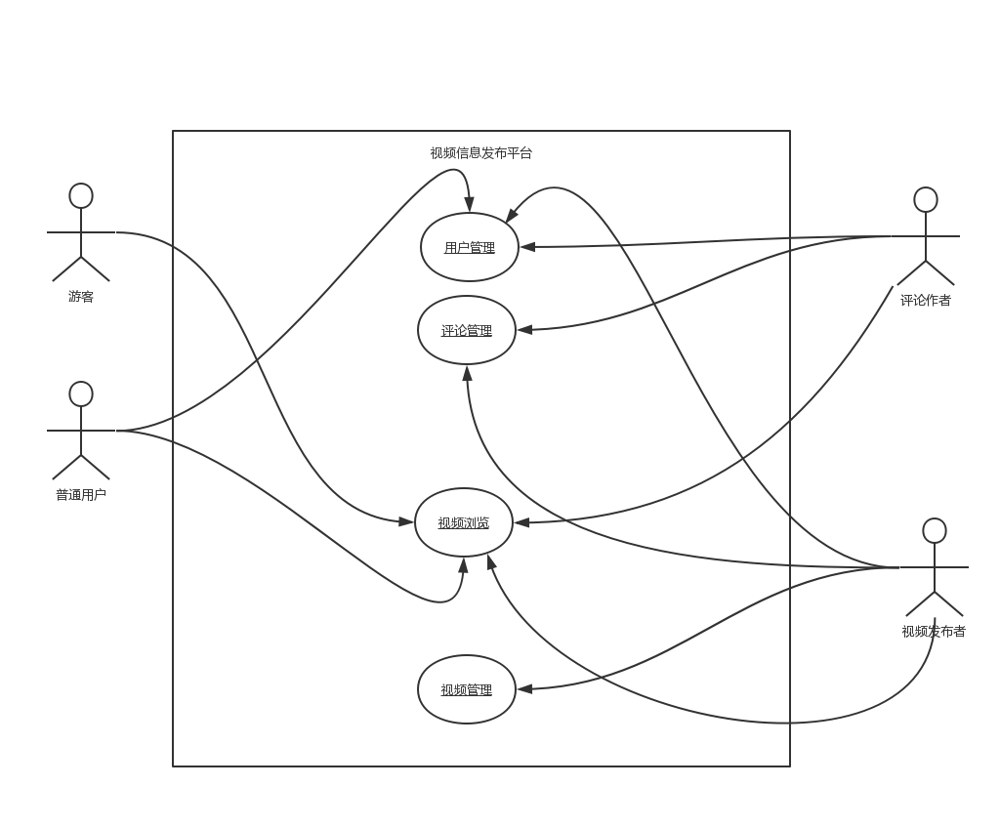 视频信息发布平台
用户管理
评论管理
视频浏览
视频管理
游客
普通用户
评论作者
视频发布者